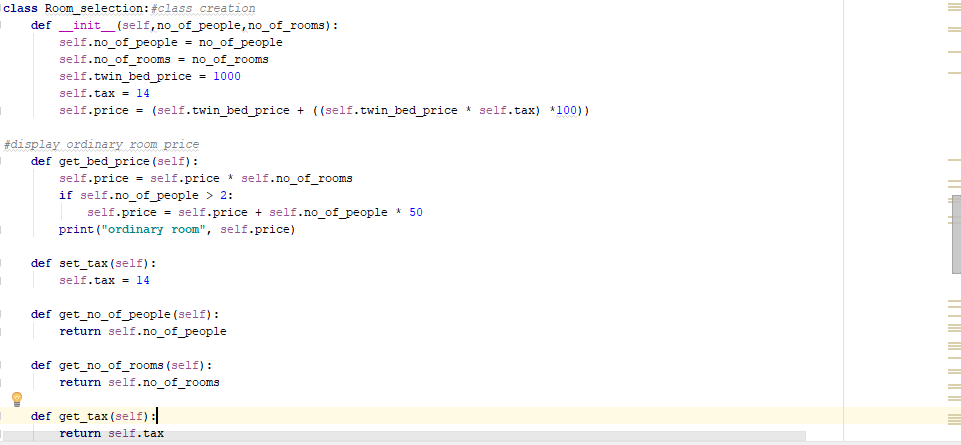 class Room_selection:#class creation
    def __init__(self,no_of_people,no_of_rooms):
        self.no_of_people = no_of_people
        self.no_of_rooms = no_of_rooms
        self.twin_bed_price = 1000
        self.tax = 14
        self.price = (self.twin_bed_price + ((self.twin_bed_price * self.tax) *100))
#display ordinary room price
    def get_bed_price(self):
        self.price = self.price * self.no_of_rooms
        if self.no_of_people > 2:
            self.price = self.price + self.no_of_people * 50
        print("ordinary room", self.price)
    def set_tax(self):
        self.tax = 14
    def get_no_of_people(self):
        return self.no_of_people
    def get_no_of_rooms(self):
        return self.no_of_rooms
    def get_tax(self):
        return self.tax